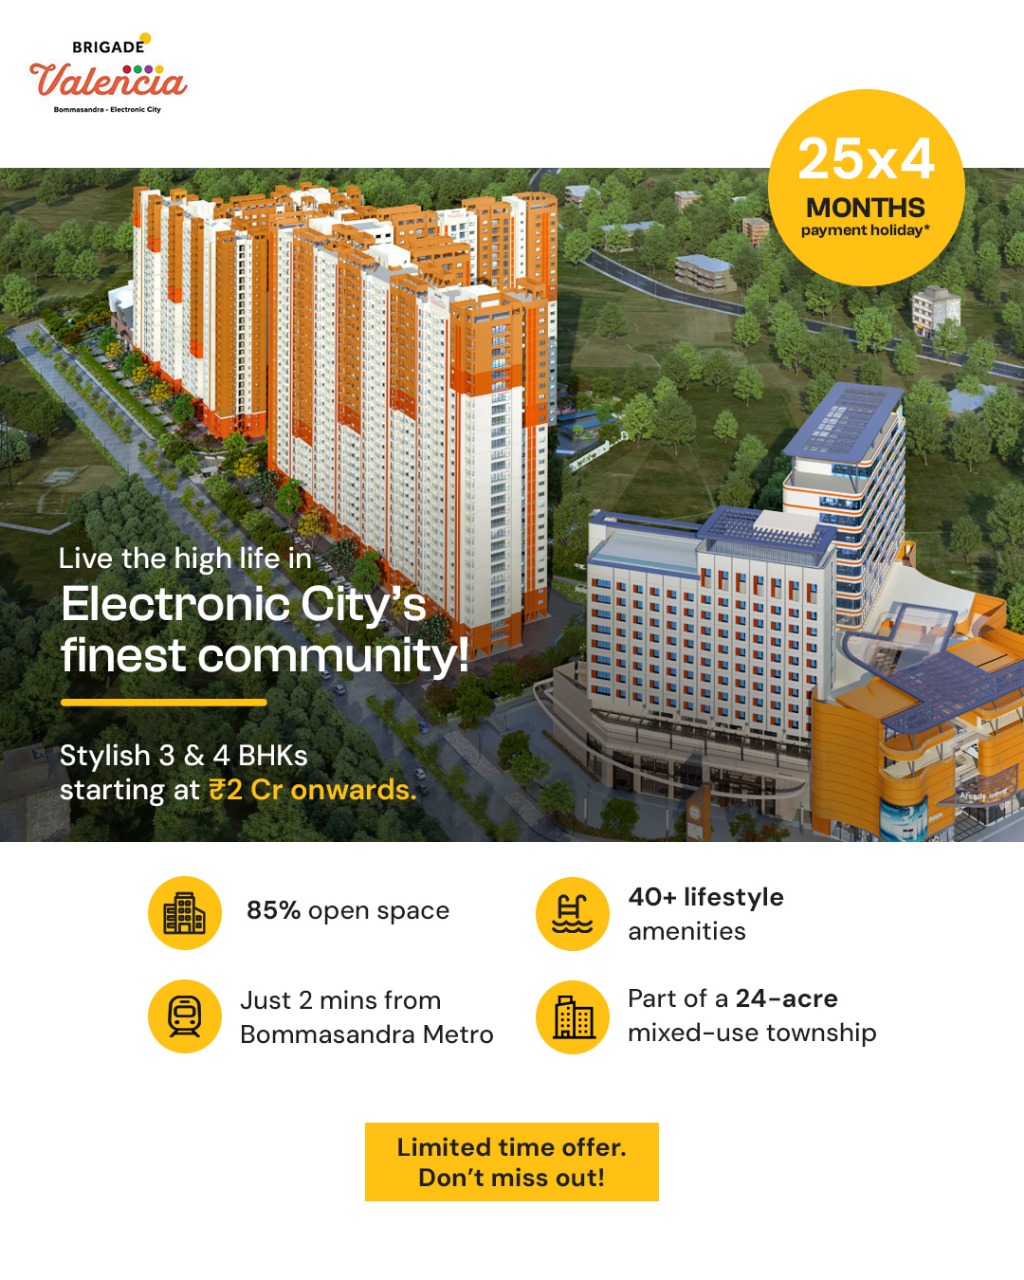 BRIGADE
Valencia
Bommasandra - Electronic City
25x4
MONTHS
payment holiday*
Live the high life in
Electronic City's
finest community!
Stylish 3 & 4 BHKs
starting at ₹2 Cr onwards.
85% open space
40+ lifestyle
amenities
Just 2 mins from
Bommasandra Metro
Part of a 24-acre
mixed-use township
Limited time offer.
Don't miss out!